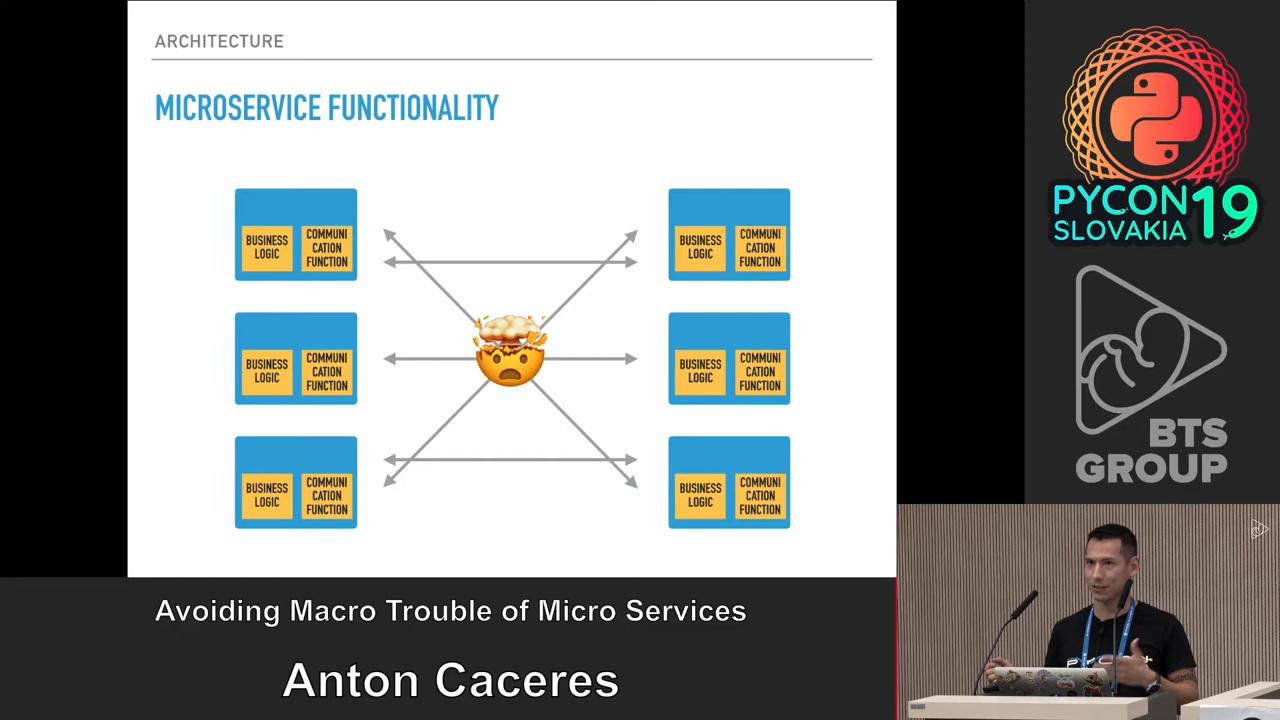 ARCHITECTURE
MICROSERVICE FUNCTIONALITY
BUSINESS
LOGIC
COMMUNI
CATION
FUNCTION
BUSINESS
LOGIC
COMMUNI
CATION
FUNCTION
BUSINESS
LOGIC
COMMUNI
CATION
FUNCTION
BUSINESS
LOGIC
COMMUNI
CATION
FUNCTION
BUSINESS
LOGIC
COMMUNI
CATION
FUNCTION
BUSINESS
LOGIC
COMMUNI
CATION
FUNCTION
PYCON
SLOVAKIA
19
BTS
GROUP
Avoiding Macro Trouble of Micro Services
Anton Caceres